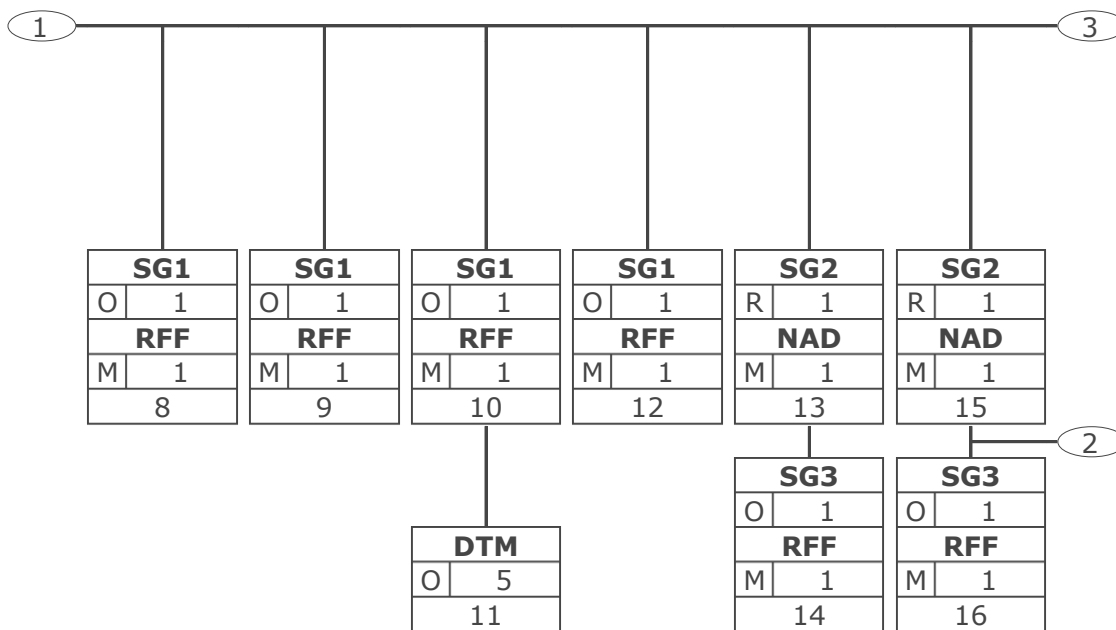 1 3
SG1 SG1 SG1 SG1 SG2 SG2
O 1 O 1 O 1 O 1 R 1 R 1
RFF RFF RFF RFF NAD NAD
M 1 M 1 M 1 M 1 M 1 M 1
8 9 10 12 13 15
2
SG3 SG3
O 1 O 1
DTM RFF RFF
O 5 M 1 M 1
11 14 16